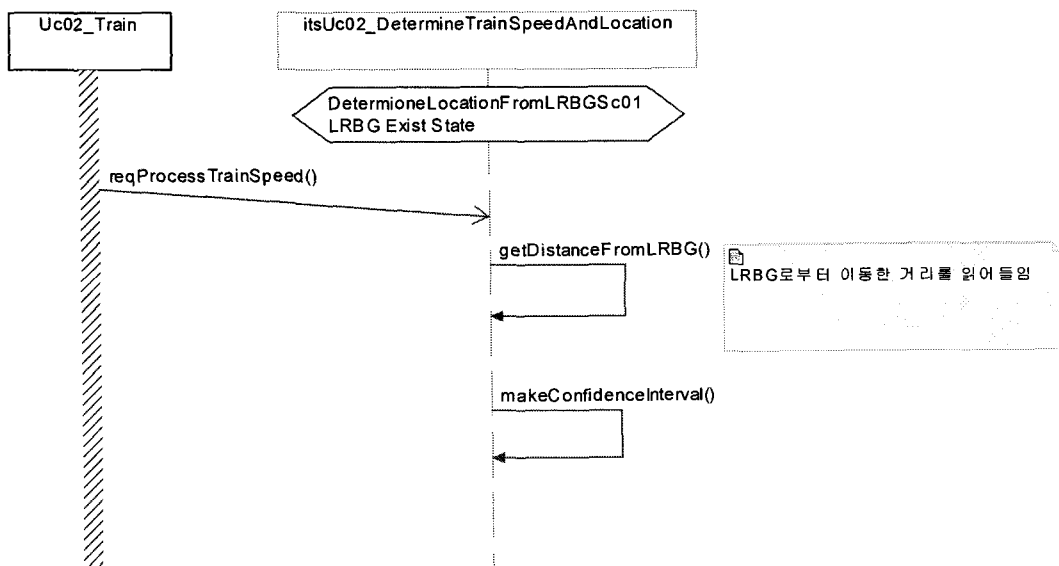 Uc02_Train
itsUc02_DetermineTrainSpeedAndLocation
DetermioneLocationFromLRBGSc01
LRBG Exist State
reqProcessTrainSpeed()
getDistanceFromLRBG()
LRBG로부터 이동한 거리를 읽어들임
makeConfidenceInterval()